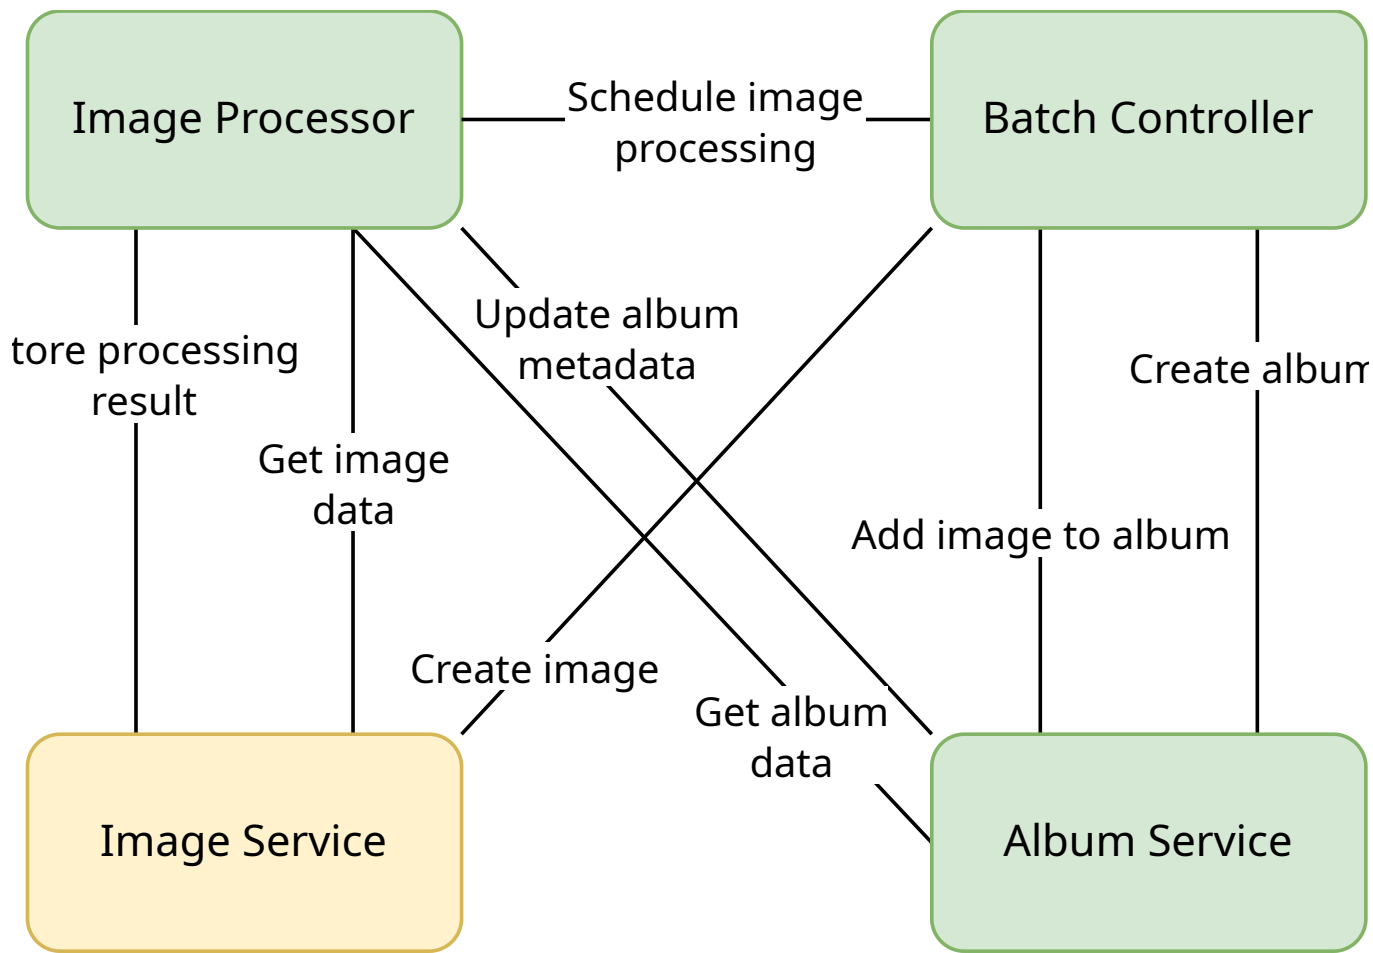 Image Processor
Schedule image
processing
Batch Controller
Update album
metadata
tore processing
result
Create album
Get image
data
Add image to album
Create image
Get album
data
Image Service
Album Service